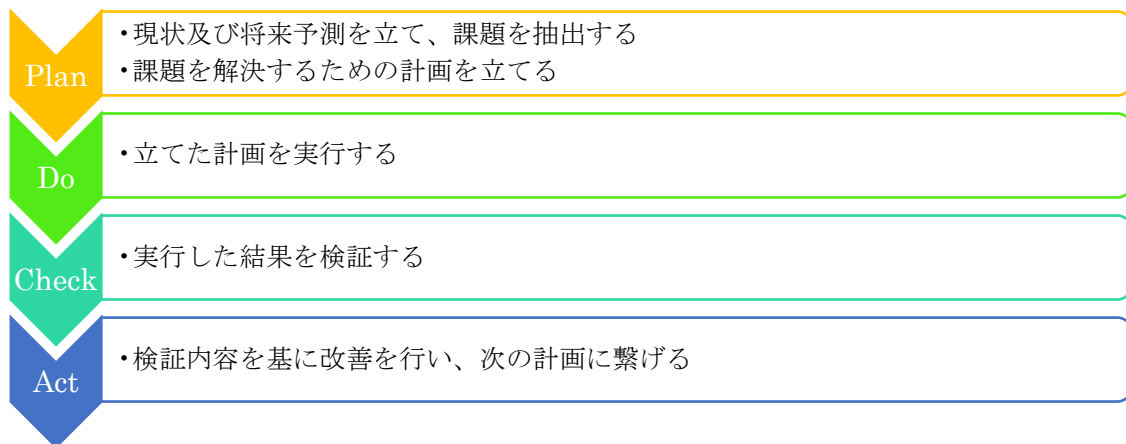 Plan
・現状及び将来予測を立て、課題を抽出する
・課題を解決するための計画を立てる
Do
・立てた計画を実行する
Check
・実行した結果を検証する
Act
・検証内容を基に改善を行い、次の計画に繋げる